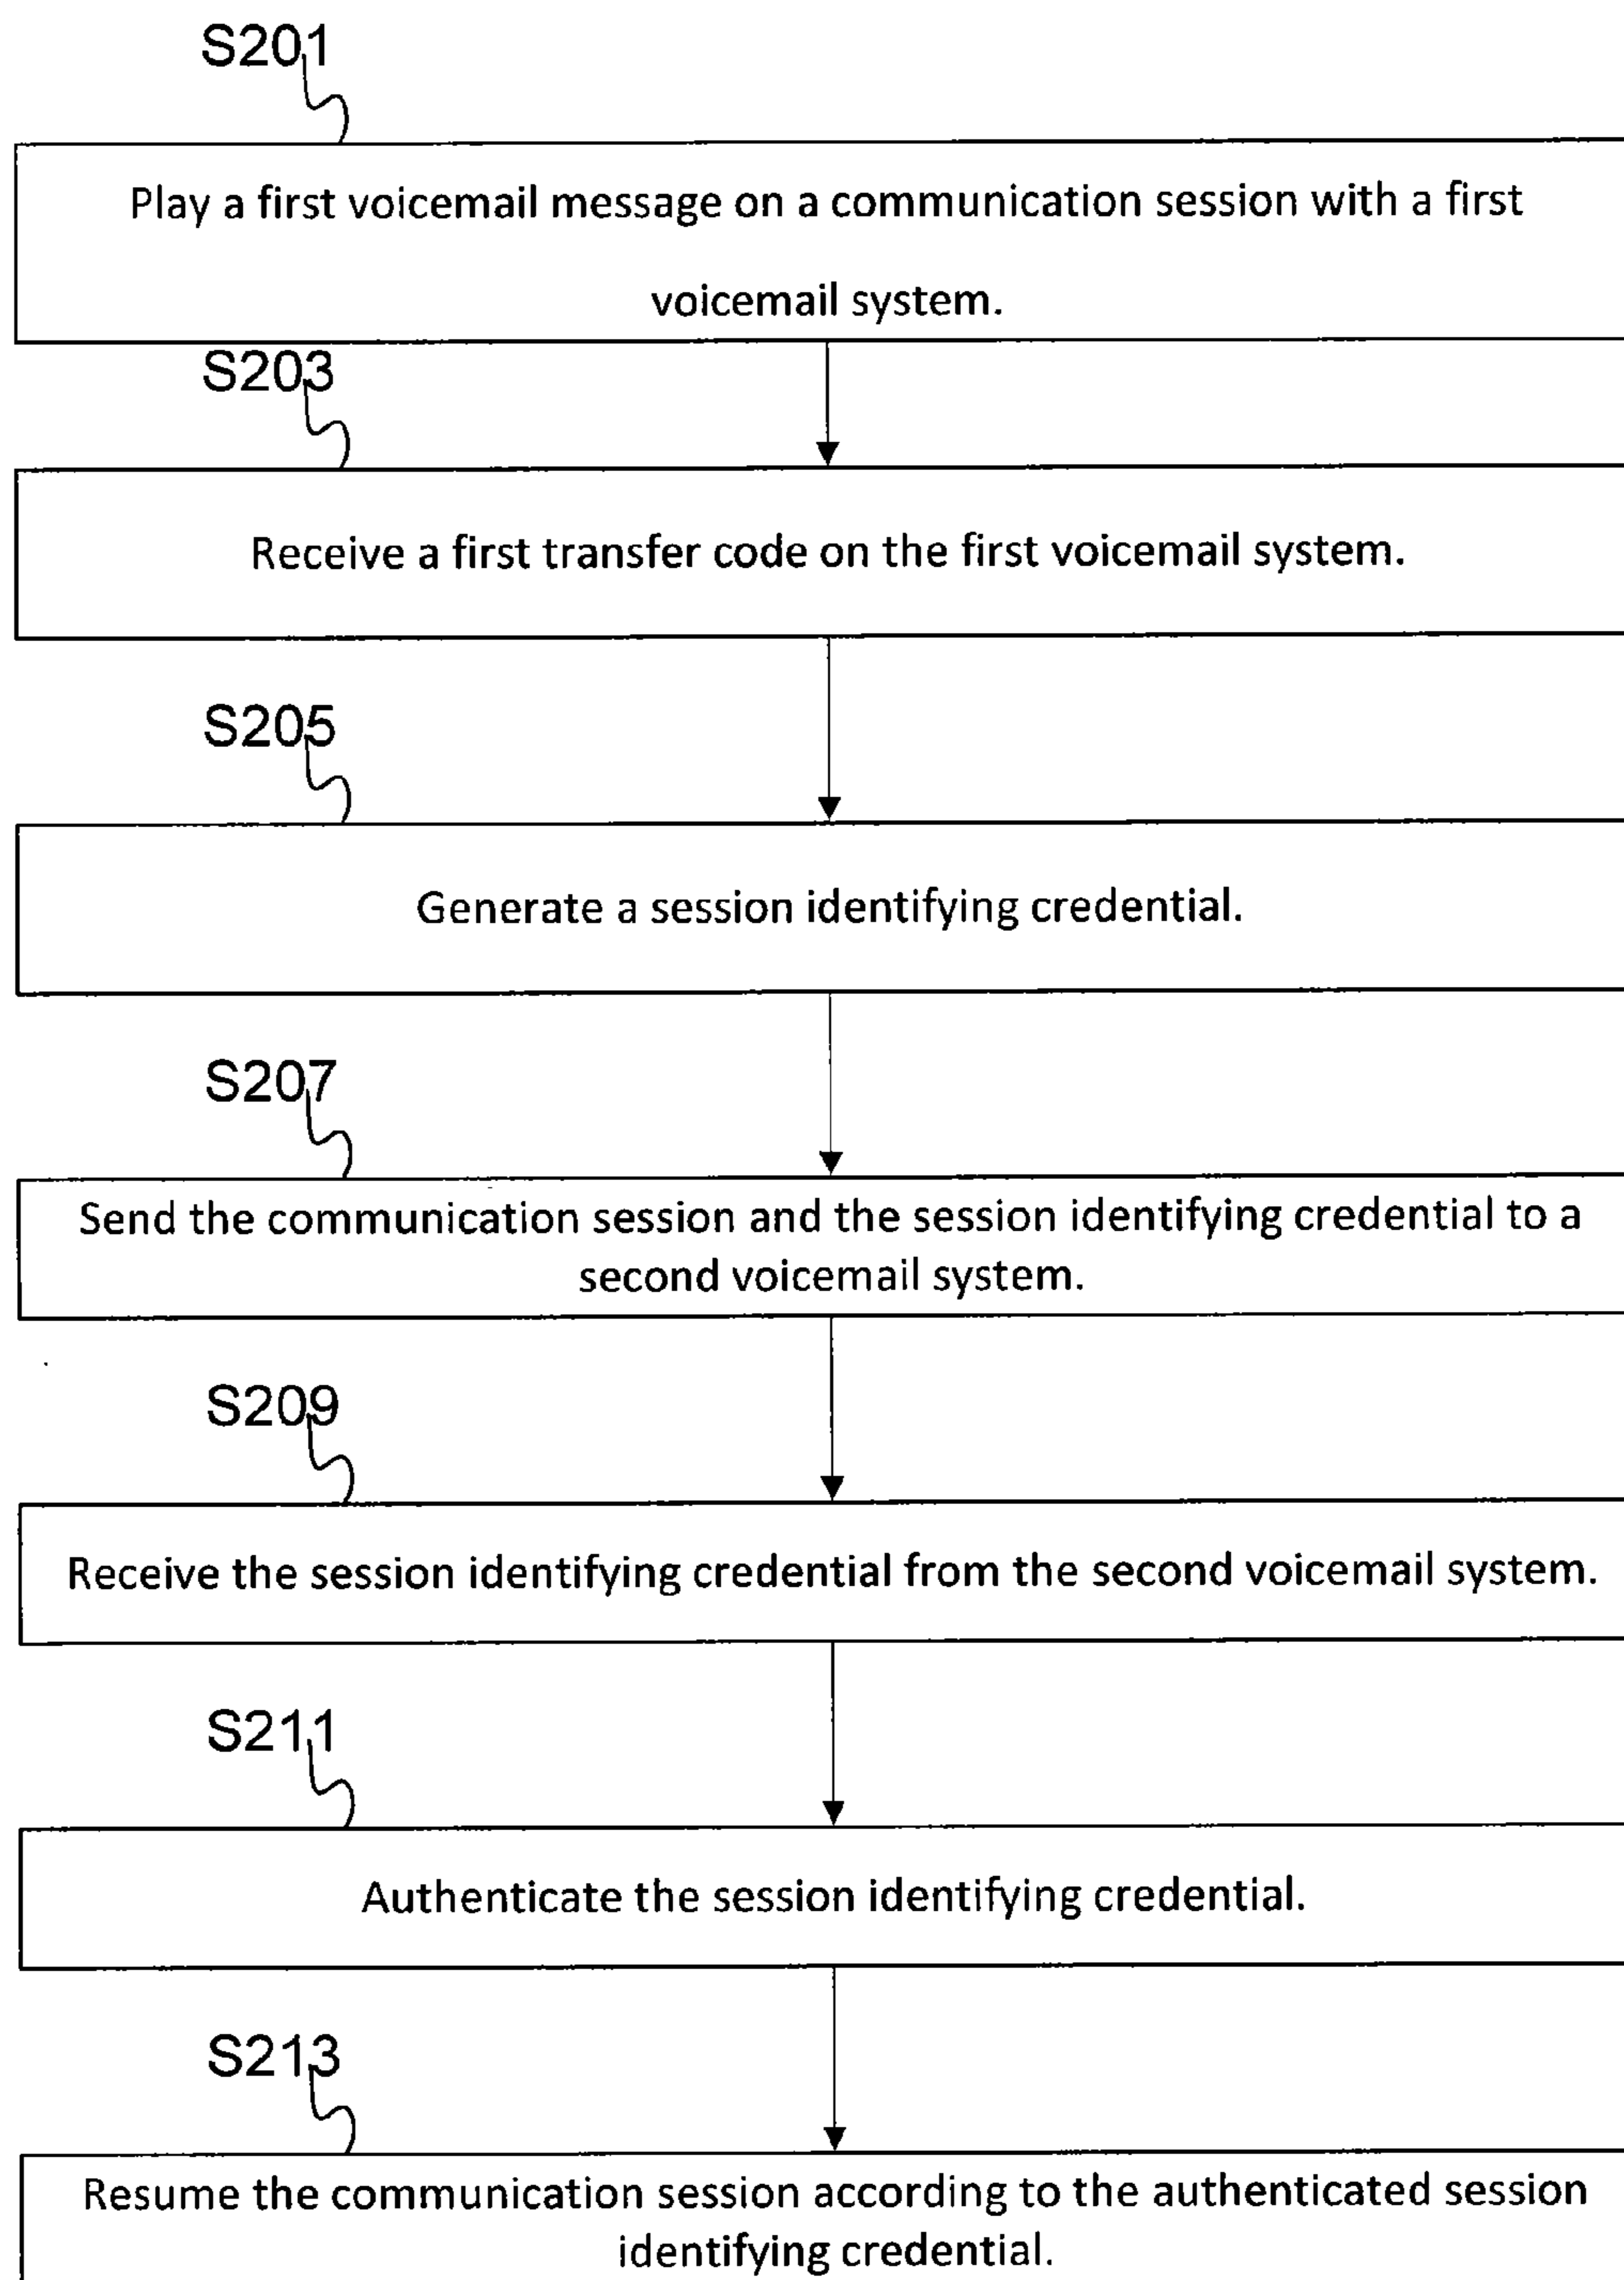 S201
Play a first voicemail message on a communication session with a first
voicemail system.
S203
Receive a first transfer code on the first voicemail system.
S205
Generate a session identifying credential.
S207
Send the communication session and the session identifying credential to a
second voicemail system.
S209
Receive the session identifying credential from the second voicemail system.
S211
Authenticate the session identifying credential.
S213
Resume the communication session according to the authenticated session
identifying credential.